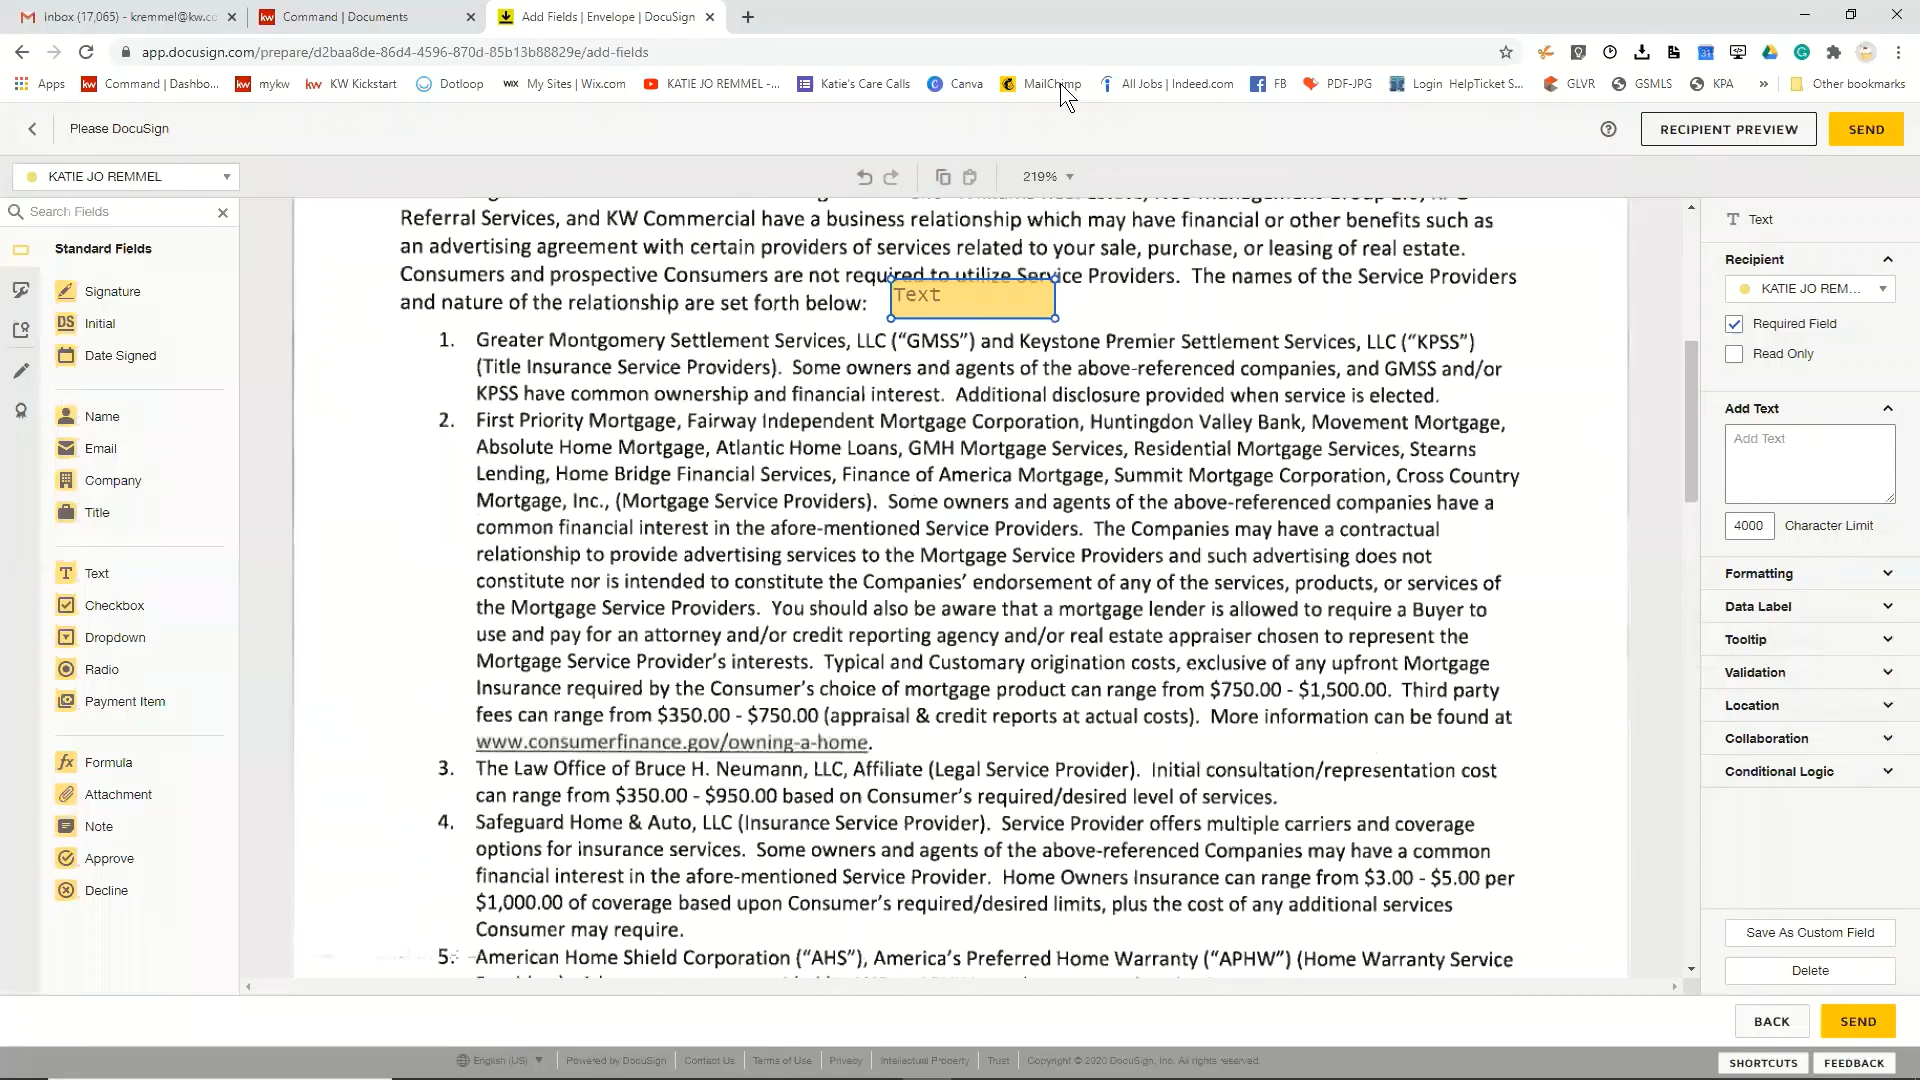 Inbox (17,065) - kremmel@kw.cc
Command | Documents
Add Fields | Envelope | DocuSign
app.docusign.com/prepare/d2baa8de-86d4-4596-870d-85b13b88829e/add-fields
Apps
Command | Dashbo...
mykw
KW Kickstart
Dotloop
WIX My Sites | Wix.com
KATIE JO REMMEL -...
Katie's Care Calls
Canva
MailChimp
All Jobs | Indeed.com
FB
PDF-JPG
Login HelpTicket S...
GLVR
GSMLS
KPA
»
Other bookmarks
Please DocuSign
RECIPIENT PREVIEW
SEND
KATIE JO REMMEL
219%
Search Fields
Standard Fields
Signature
DS Initial
Date Signed
Name
Email
Company
Title
Text
Checkbox
Dropdown
Radio
Payment Item
Formula
Attachment
Note
Approve
Decline
Referral Services, and KW Commercial have a business relationship which may have financial or other benefits such as
an advertising agreement with certain providers of services related to your sale, purchase, or leasing of real estate.
Consumers and prospective Consumers are not required to utilize Service Providers. The names of the Service Providers
and nature of the relationship are set forth below:
Text
1. Greater Montgomery Settlement Services, LLC (“GMSS”) and Keystone Premier Settlement Services, LLC (“KPSS”)
(Title Insurance Service Providers). Some owners and agents of the above-referenced companies, and GMSS and/or
KPSS have common ownership and financial interest. Additional disclosure provided when service is elected.
2. First Priority Mortgage, Fairway Independent Mortgage Corporation, Huntingdon Valley Bank, Movement Mortgage,
Absolute Home Mortgage, Atlantic Home Loans, GMH Mortgage Services, Residential Mortgage Services, Stearns
Lending, Home Bridge Financial Services, Finance of America Mortgage, Summit Mortgage Corporation, Cross Country
Mortgage, Inc., (Mortgage Service Providers). Some owners and agents of the above-referenced companies have a
common financial interest in the afore-mentioned Service Providers. The Companies may have a contractual
relationship to provide advertising services to the Mortgage Service Providers and such advertising does not
constitute nor is intended to constitute the Companies’ endorsement of any of the services, products, or services of
the Mortgage Service Providers. You should also be aware that a mortgage lender is allowed to require a Buyer to
use and pay for an attorney and/or credit reporting agency and/or real estate appraiser chosen to represent the
Mortgage Service Provider’s interests. Typical and Customary origination costs, exclusive of any upfront Mortgage
Insurance required by the Consumer’s choice of mortgage product can range from $750.00 - $1,500.00. Third party
fees can range from $350.00 - $750.00 (appraisal & credit reports at actual costs). More information can be found at
www.consumerfinance.gov/owning-a-home.
3. The Law Office of Bruce H. Neumann, LLC, Affiliate (Legal Service Provider). Initial consultation/representation cost
can range from $350.00 - $950.00 based on Consumer’s required/desired level of services.
4. Safeguard Home & Auto, LLC (Insurance Service Provider). Service Provider offers multiple carriers and coverage
options for insurance services. Some owners and agents of the above-referenced Companies may have a common
financial interest in the afore-mentioned Service Provider. Home Owners Insurance can range from $3.00 - $5.00 per
$1,000.00 of coverage based upon Consumer’s required/desired limits, plus the cost of any additional services
Consumer may require.
5. American Home Shield Corporation (“AHS”), America’s Preferred Home Warranty (“APHW”) (Home Warranty Service
Text
Recipient
KATIE JO REM...
Required Field
Read Only
Add Text
Add Text
4000 Character Limit
Formatting
Data Label
Tooltip
Validation
Location
Collaboration
Conditional Logic
Save As Custom Field
Delete
BACK
SEND
English (US)
Powered by DocuSign
Contact Us
Terms of Use
Privacy
Intellectual Property
Trust
Copyright © 2020 DocuSign, Inc. All rights reserved.
SHORTCUTS
FEEDBACK